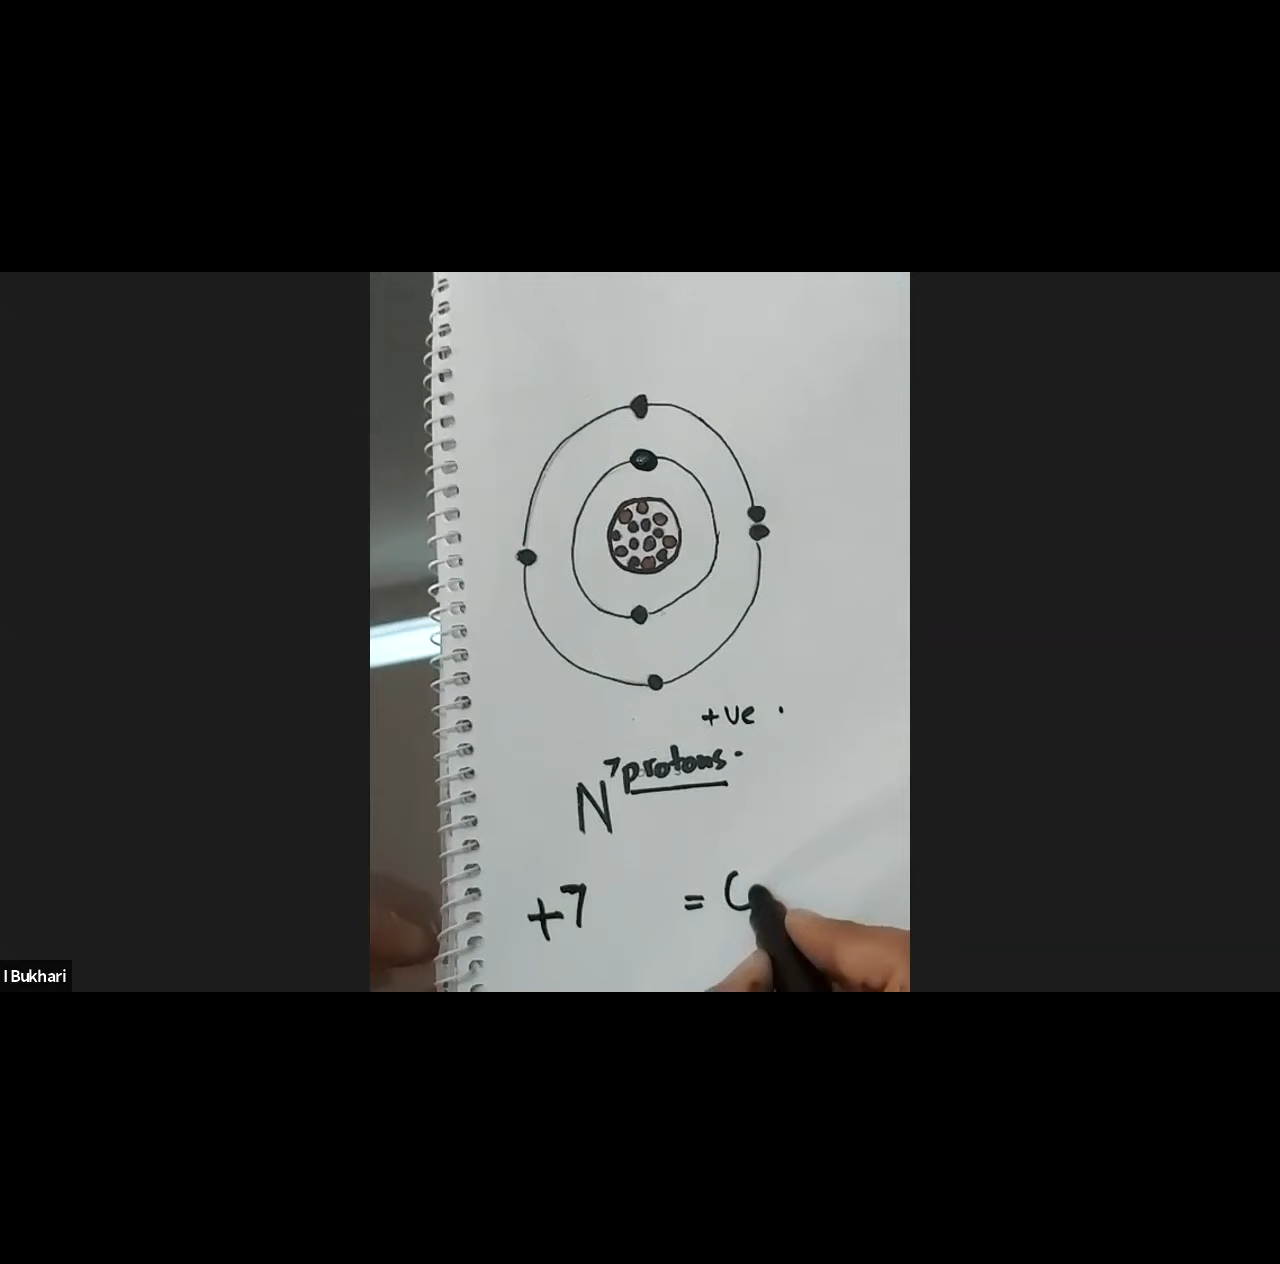 +ve .
7 protons.
N
+7 =
I Bukhari